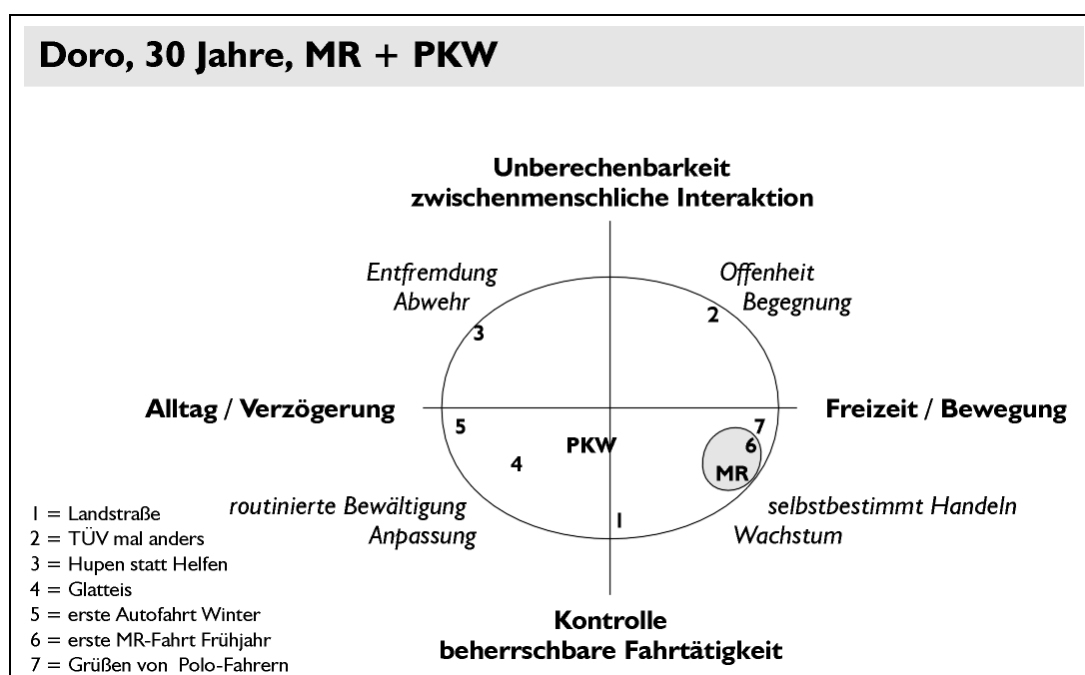 Doro, 30 Jahre, MR + PKW
Unberechenbarkeit
zwischenmenschliche Interaktion
Entfremdung
Abwehr
Offenheit
Begegnung
2
3
Alltag / Verzögerung
Freizeit / Bewegung
5
7
PKW
6
4
MR
routinierte Bewältigung
Anpassung
selbstbestimmt Handeln
Wachstum
1
1 = Landstraße
2 = TÜV mal anders
3 = Hupen statt Helfen
4 = Glatteis
5 = erste Autofahrt Winter
6 = erste MR-Fahrt Frühjahr
7 = Grüßen von Polo-Fahrern
Kontrolle
beherrschbare Fahrtätigkeit